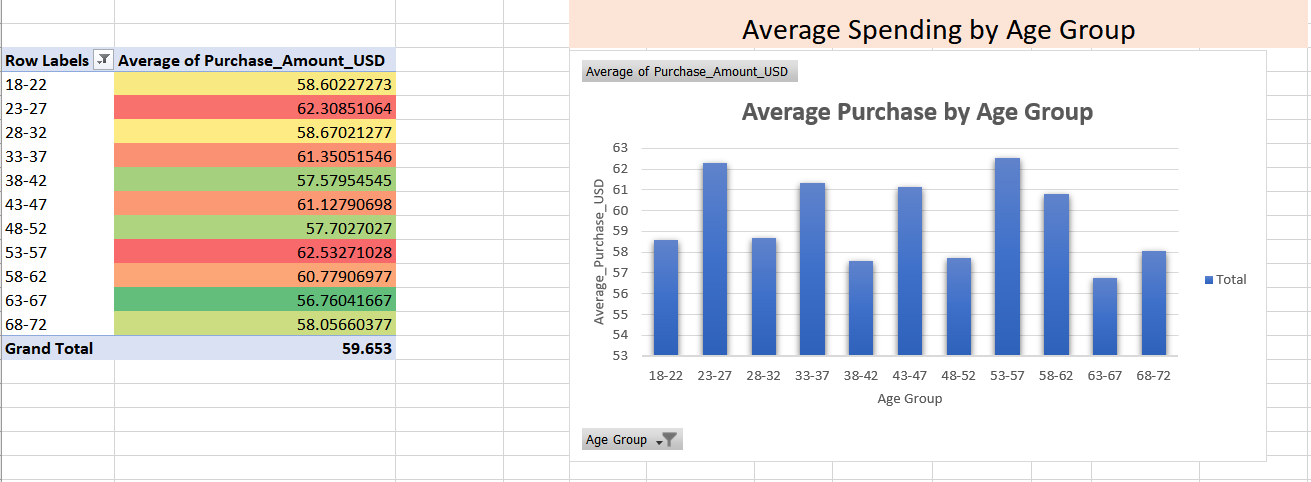 Average Spending by Age Group
Row Labels Average of Purchase_Amount_USD
18-22 58.60227273
23-27 62.30851064
28-32 58.67021277
33-37 61.35051546
38-42 57.57954545
43-47 61.12790698
48-52 57.7027027
53-57 62.53271028
58-62 60.77906977
63-67 56.76041667
68-72 58.05660377
Grand Total 59.653
Average of Purchase_Amount_USD
Average Purchase by Age Group
Average_Purchase_USD
63
62
61
60
59
58
57
56
55
54
53
18-22 23-27 28-32 33-37 38-42 43-47 48-52 53-57 58-62 63-67 68-72
Age Group
Total
Age Group